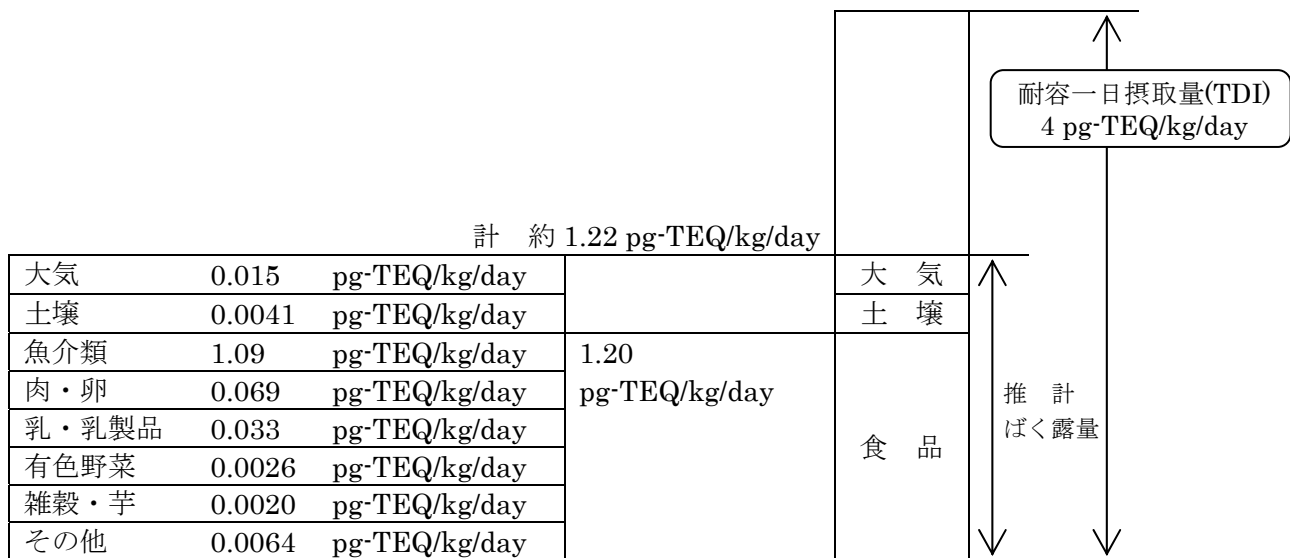 耐容一日摂取量(TDI)
4 pg-TEQ/kg/day
計 約 1.22 pg-TEQ/kg/day
大気 0.015 pg-TEQ/kg/day 大 気
土壌 0.0041 pg-TEQ/kg/day 土 壌
魚介類 1.09 pg-TEQ/kg/day 1.20
肉・卵 0.069 pg-TEQ/kg/day pg-TEQ/kg/day
乳・乳製品 0.033 pg-TEQ/kg/day
有色野菜 0.0026 pg-TEQ/kg/day
雑穀・芋 0.0020 pg-TEQ/kg/day
その他 0.0064 pg-TEQ/kg/day
食 品
推 計
ばく露量